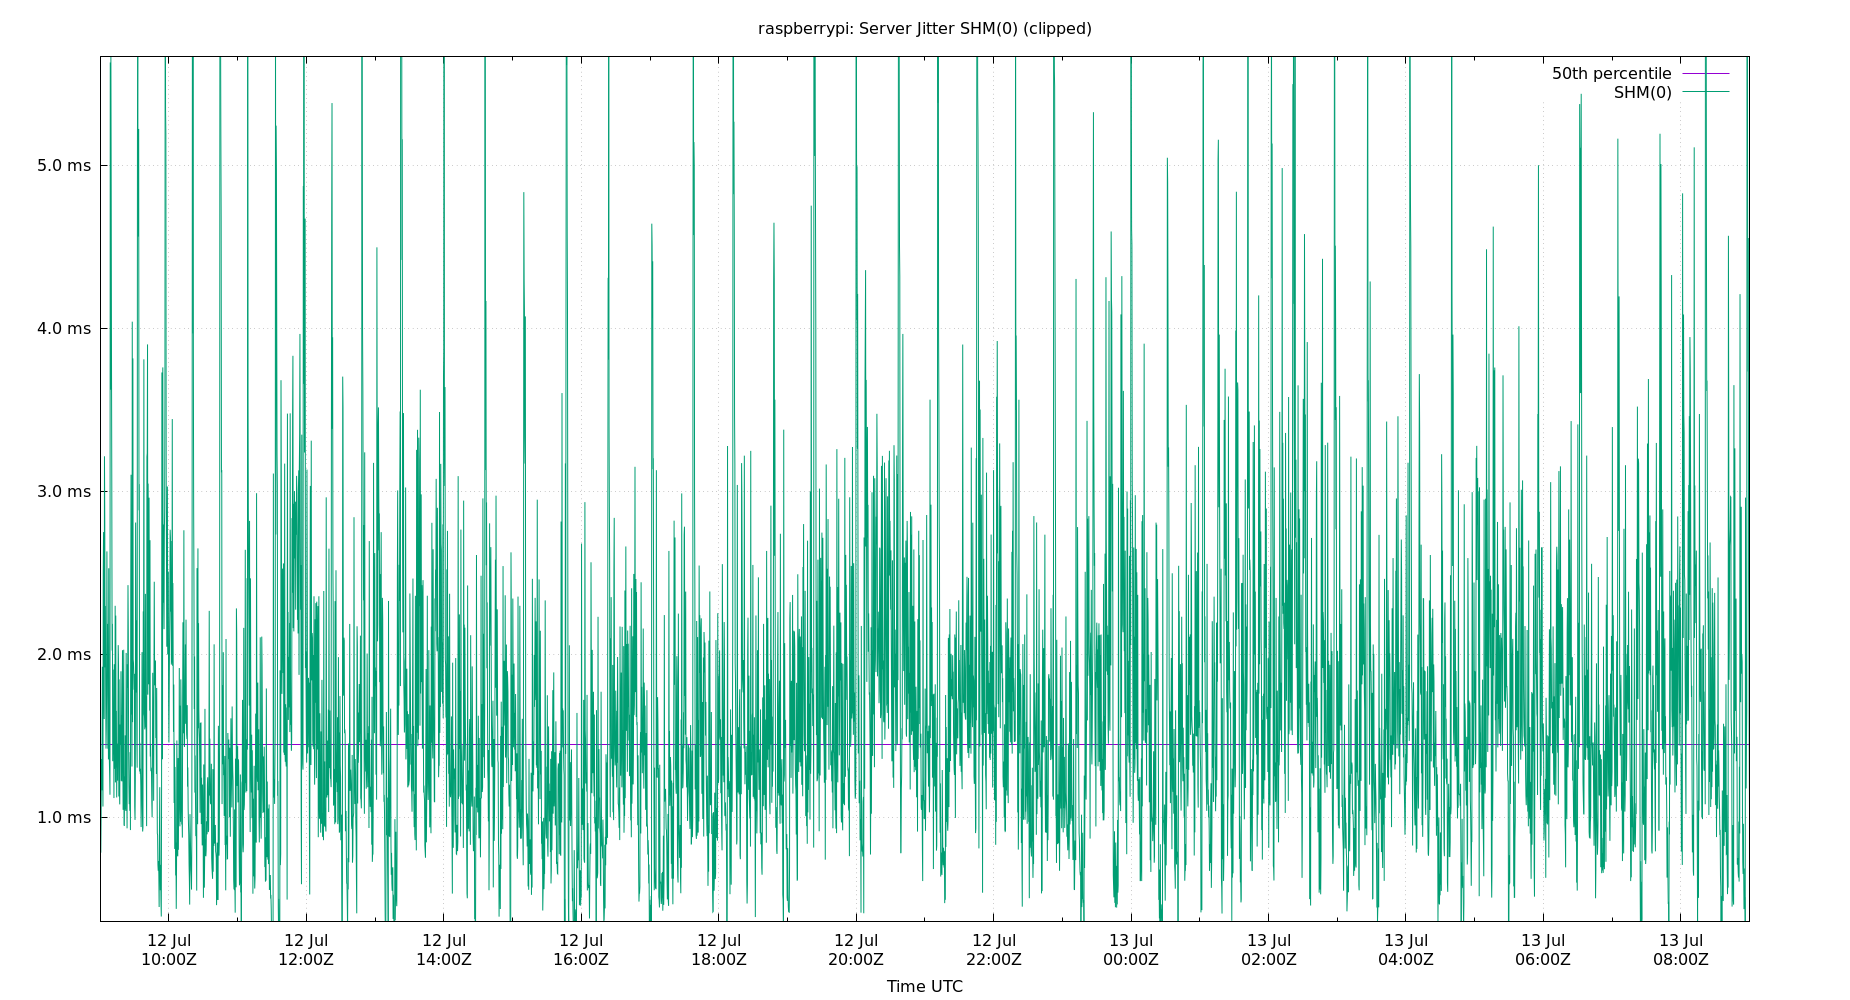 raspberrypi: Server Jitter SHM(0) (clipped)
50th percentile
SHM(0)
5.0 ms
4.0 ms
3.0 ms
2.0 ms
1.0 ms
12 Jul 12 Jul 12 Jul 12 Jul 12 Jul 12 Jul 12 Jul 13 Jul 13 Jul 13 Jul 13 Jul 13 Jul
10:00Z 12:00Z 14:00Z 16:00Z 18:00Z 20:00Z 22:00Z 00:00Z 02:00Z 04:00Z 06:00Z 08:00Z
Time UTC